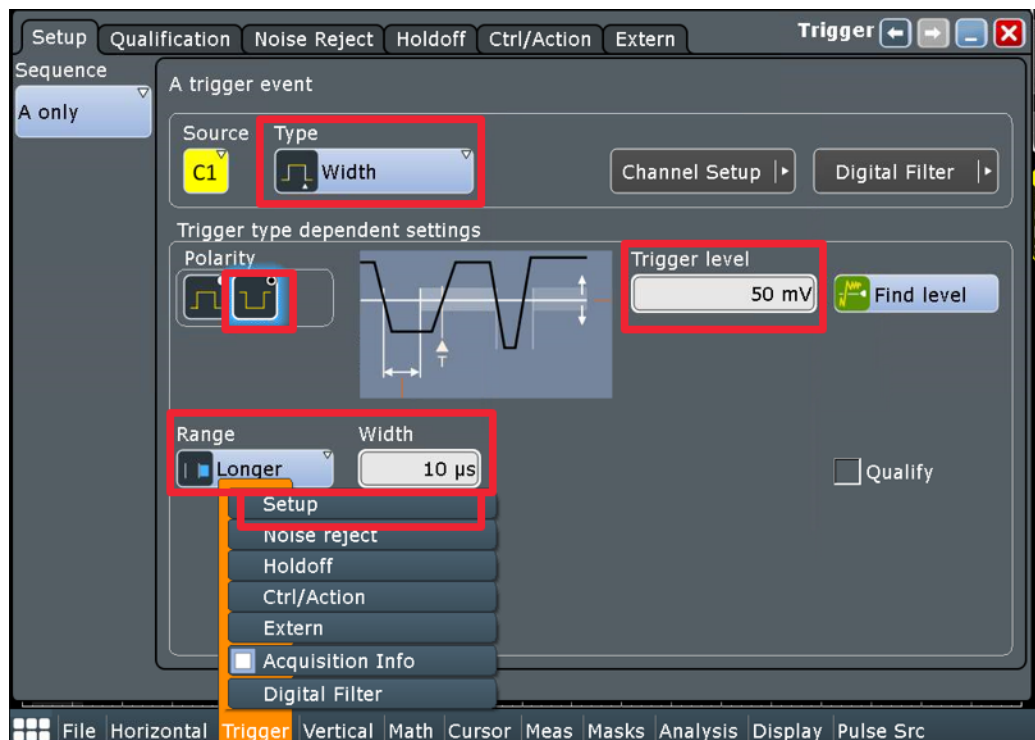 Setup Qualification Noise Reject Holdoff Ctrl/Action Extern Trigger
Sequence
A only
A trigger event
Source Type
C1 Width Channel Setup Digital Filter
Trigger type dependent settings
Polarity Trigger level
50 mV Find level
T
Range Width
Longer 10 µs Qualify
Setup
Noise reject
Holdoff
Ctrl/Action
Extern
Acquisition Info
Digital Filter
File Horizontal Trigger Vertical Math Cursor Meas Masks Analysis Display Pulse Src